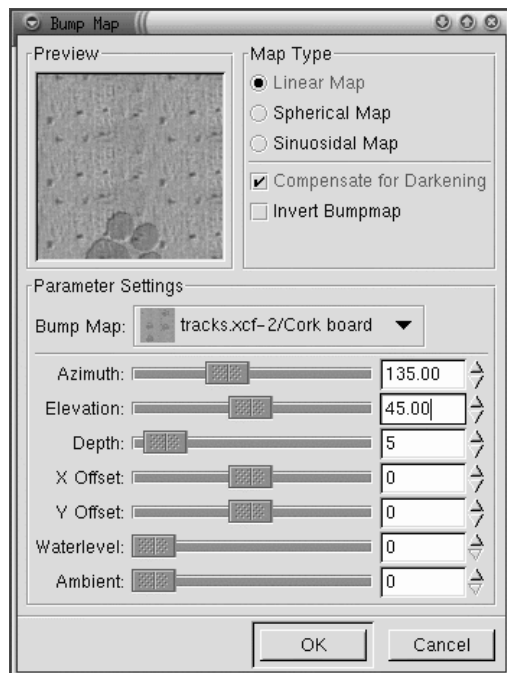 Bump Map
Preview
Map Type
Linear Map
Spherical Map
Sinuosidal Map
Compensate for Darkening
Invert Bumpmap
Parameter Settings
Bump Map: tracks.xcf-2/Cork board
Azimuth: 135.00
Elevation: 45.00
Depth: 5
X Offset: 0
Y Offset: 0
Waterlevel: 0
Ambient: 0
OK Cancel